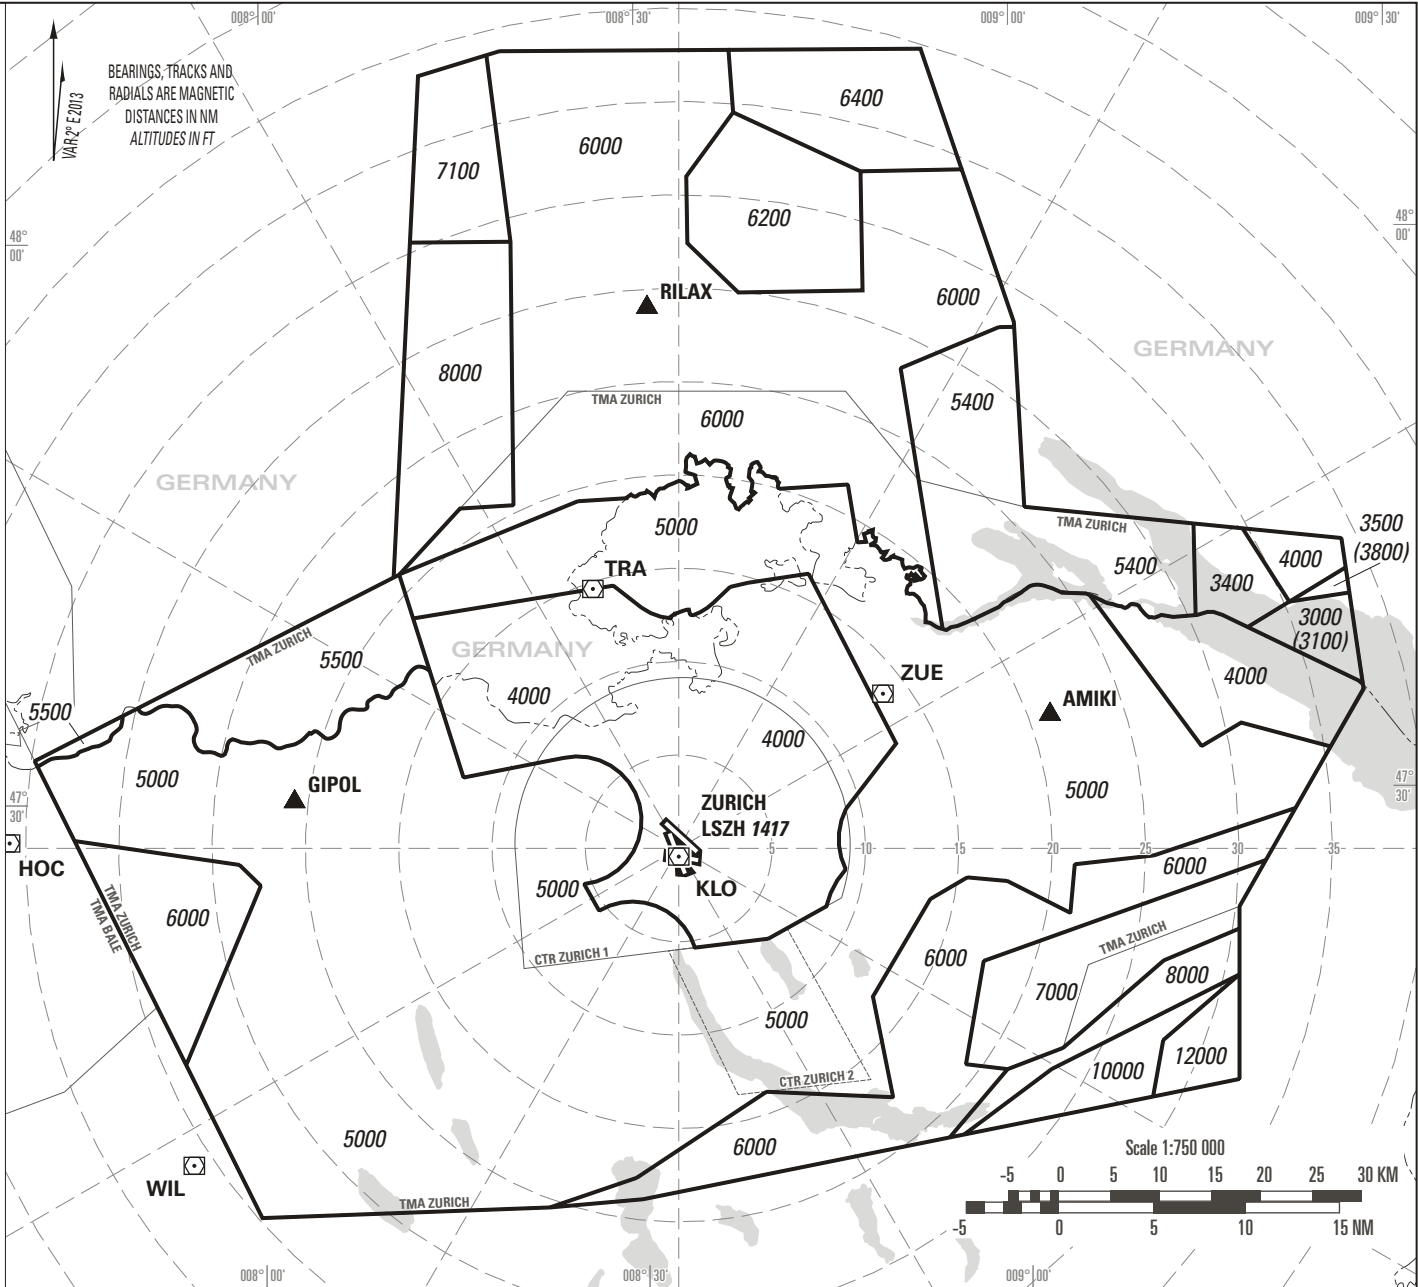 008° 00'
008° 30'
009° 00'
009° 30'
VAR 2° E 2013
BEARINGS, TRACKS AND
RADIALS ARE MAGNETIC
DISTANCES IN NM
ALTITUDES IN FT
6400
6000
7100
6200
48°
00'
48°
00'
RILAX
6000
GERMANY
8000
TMA ZURICH
6000
5400
GERMANY
5000
TMA ZURICH
3500
(3800)
4000
5400
3400
TRA
3000
(3100)
GERMANY
TMA ZURICH
5500
4000
ZUE
4000
AMIKI
5500
4000
5000
GIPOL
5000
47°
30'
47°
30'
ZURICH
LSZH 1417
HOC
5
10
15
20
25
30
35
KLO
5000
6000
6000
TMA ZURICH
TMA BALE
CTR ZURICH 1
6000
TMA ZURICH
8000
7000
5000
12000
10000
CTR ZURICH 2
5000
6000
WIL
TMA ZURICH
Scale 1:750 000
-5 0 5 10 15 20 25 30 KM
-5 0 5 10 15 NM
008° 00'
008° 30'
009° 00'